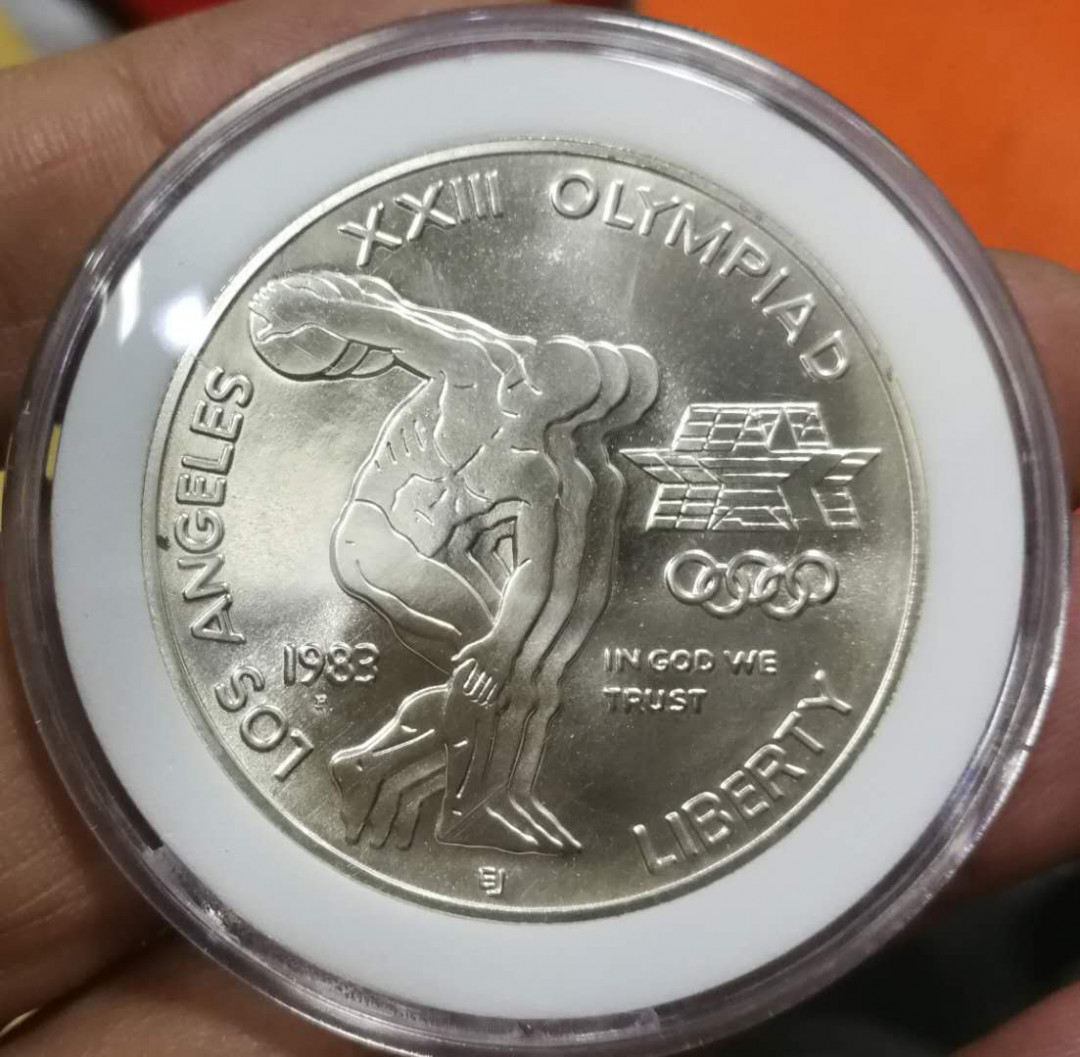 LOS ANGELES
XXIII OLYMPIAD
1983
P
IN GOD WE
TRUST
LIBERTY
EJ